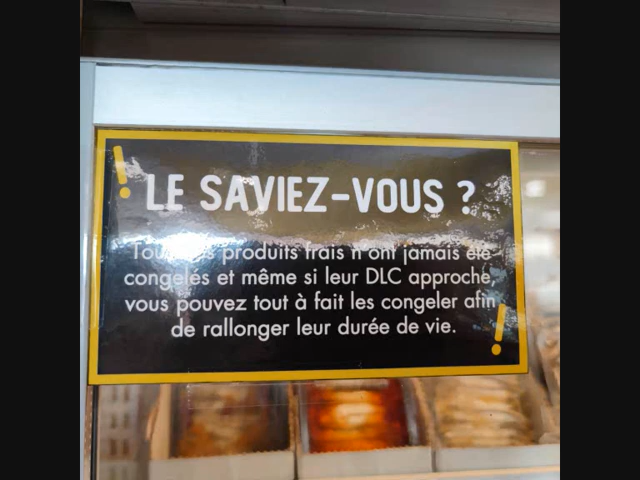 ! LE SAVIEZ-VOUS ?
produits frais n'ont jamais été
congelés et même si leur DLC approche,
vous pouvez tout à fait les congeler afin
de rallonger leur durée de vie. !